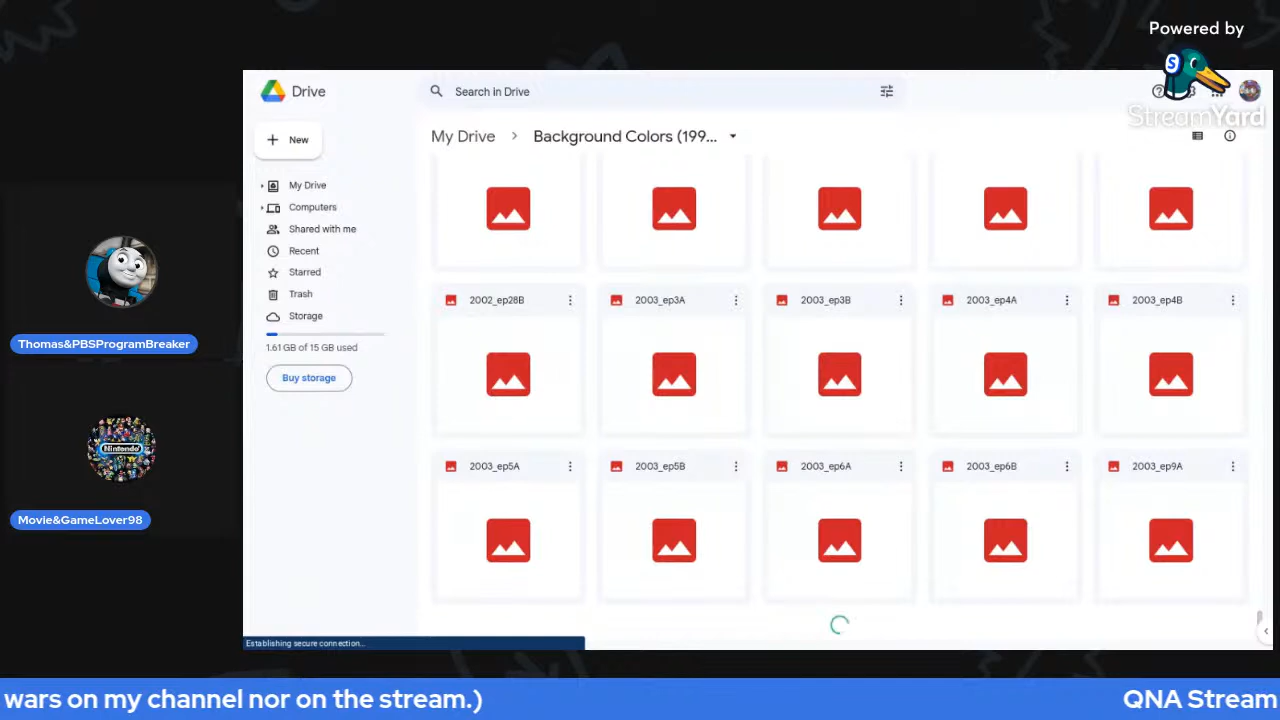 Powered by
StreamYard
Drive
Search in Drive
New
My Drive > Background Colors (199...
My Drive
Computers
Shared with me
Recent
Starred
Trash
Storage
1.61 GB of 15 GB used
Buy storage
2002_ep28B
2003_ep3A
2003_ep3B
2003_ep4A
2003_ep4B
2003_ep5A
2003_ep5B
2003_ep6A
2003_ep6B
2003_ep9A
Establishing secure connection...
Thomas&PBSProgramBreaker
Nintendo
Movie&GameLover98
wars on my channel nor on the stream.)
QNA Stream